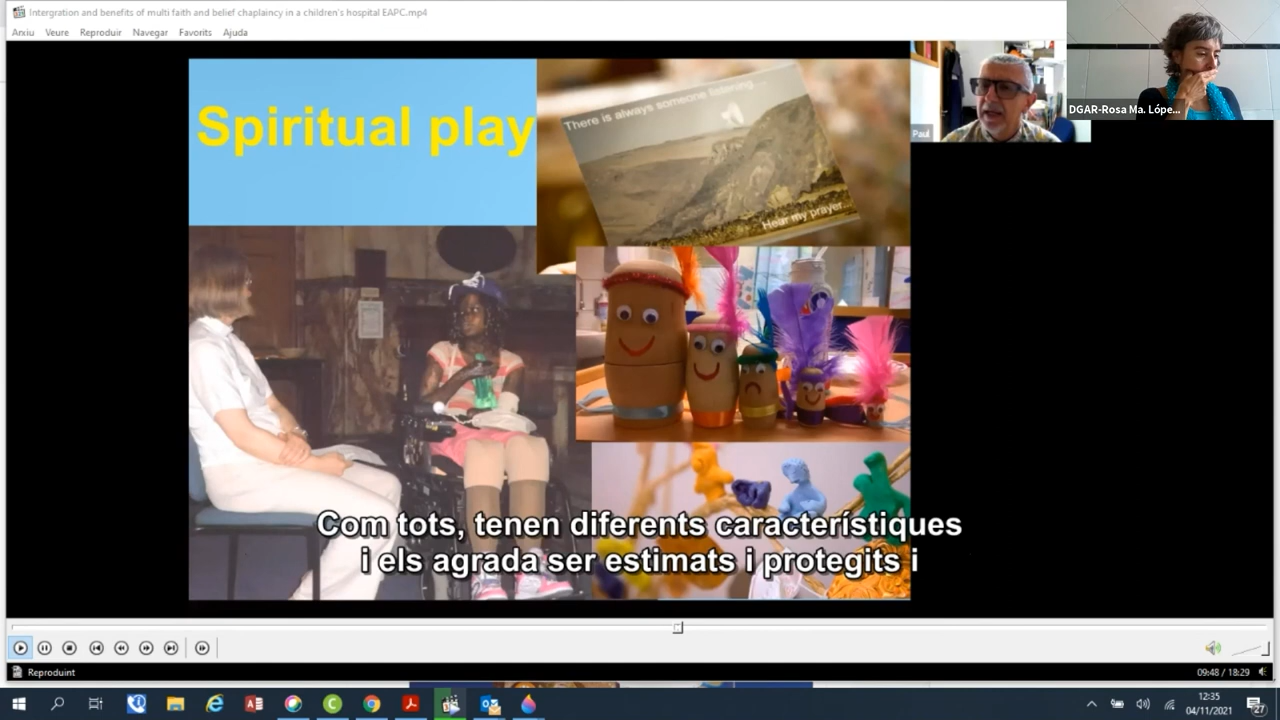 Intergration and benefits of multi faith and belief chaplaincy in a children's hospital EAPC.mp4
Arxiu Veure Reproduir Navegar Favorits Ajuda
Spiritual play
There is always someone listening...
Hear my prayer...
Paul
DGAR-Rosa Ma. Lópe...
Com tots, tenen diferents característiques
i els agrada ser estimats i protegits i
Reproduint
09:48 / 18:29
12:35
04/11/2021
27